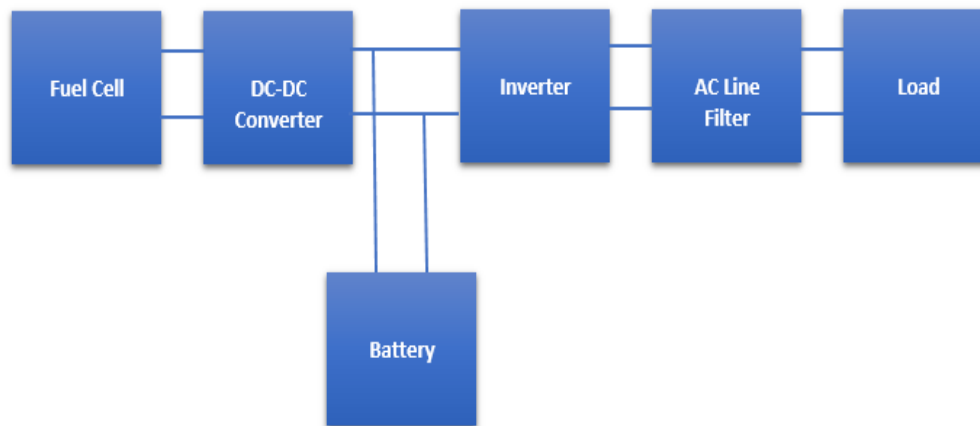 Fuel Cell
DC-DC
Converter
Inverter
AC Line
Filter
Load
Battery